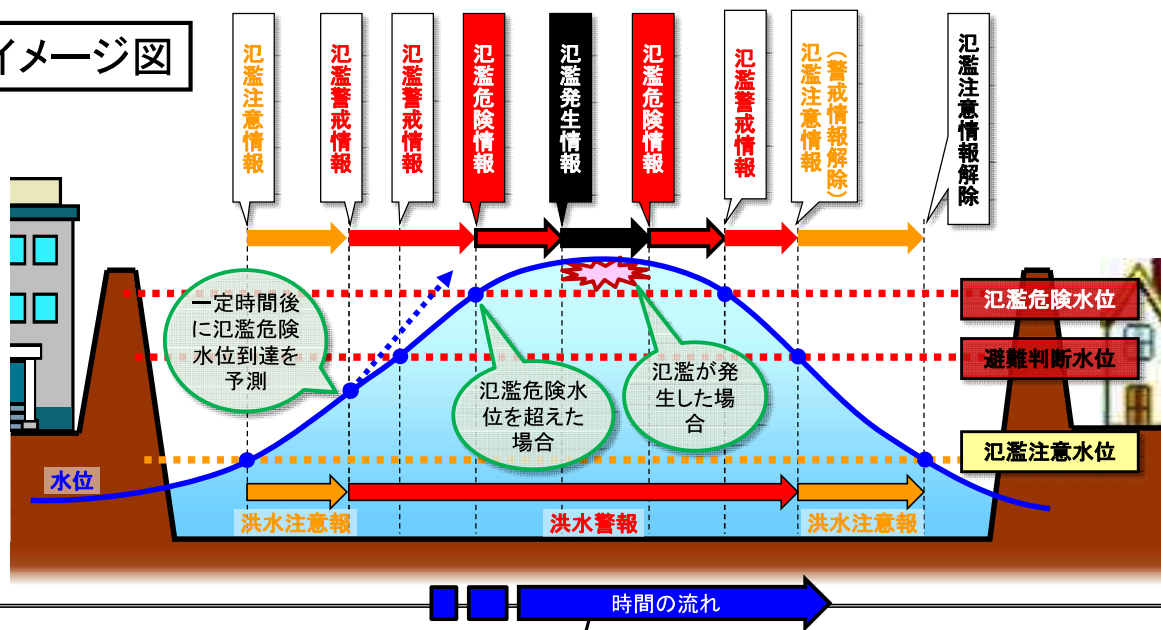 イメージ図
氾濫注意情報
氾濫警戒情報
氾濫警戒情報
氾濫危険情報
氾濫発生情報
氾濫危険情報
氾濫警戒情報
氾濫注意情報
（警戒情報解除）
氾濫注意情報解除
一定時間後
に氾濫危険
水位到達を
予測
氾濫危険水
位を超えた
場合
氾濫が発
生した場
合
氾濫危険水位
避難判断水位
氾濫注意水位
水位
洪水注意報
洪水警報
洪水注意報
時間の流れ